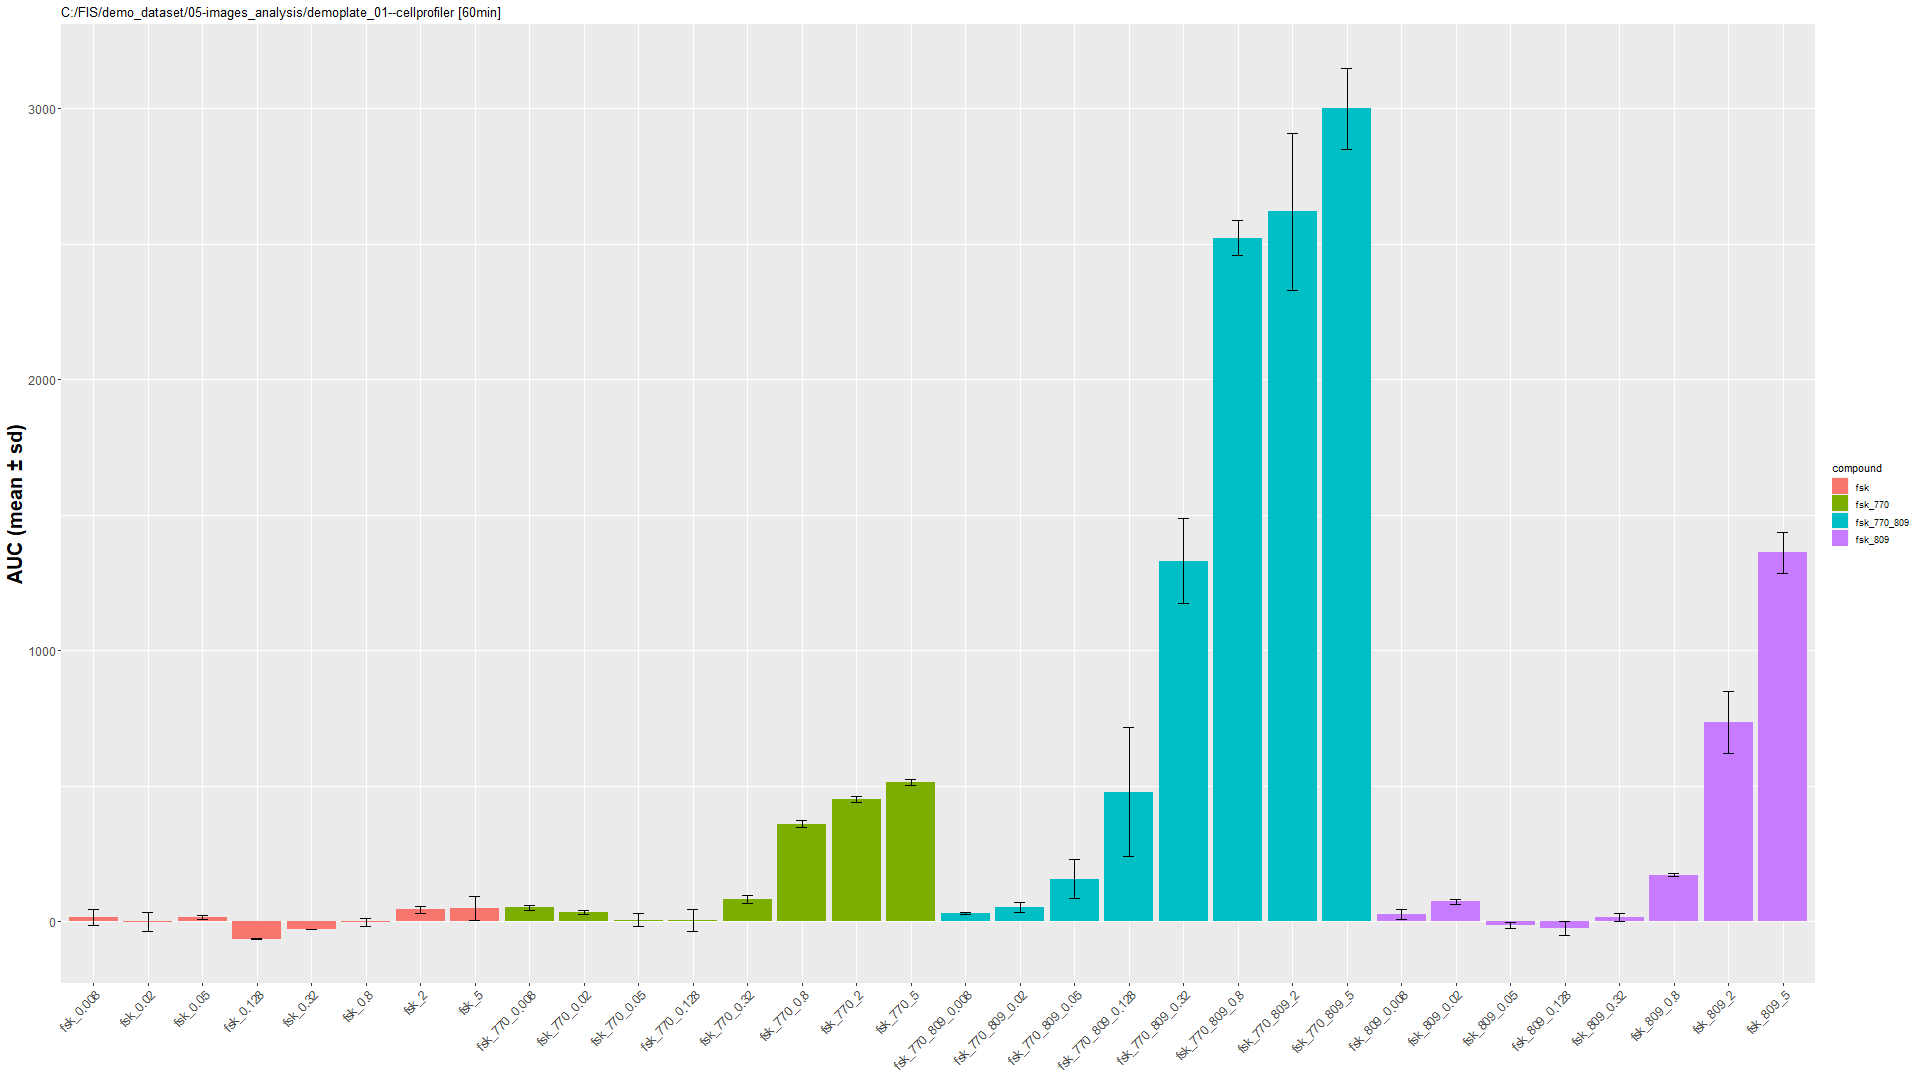 C:/FIS/demo_dataset/05-images_analysis/demoplate_01--cellprofiler [60min]
AUC (mean ± sd)
3000
2000
1000
0
fsk_0.008
fsk_0.02
fsk_0.05
fsk_0.128
fsk_0.32
fsk_0.8
fsk_2
fsk_5
fsk_770_0.008
fsk_770_0.02
fsk_770_0.05
fsk_770_0.128
fsk_770_0.32
fsk_770_0.8
fsk_770_2
fsk_770_5
fsk_770_809_0.008
fsk_770_809_0.02
fsk_770_809_0.05
fsk_770_809_0.128
fsk_770_809_0.32
fsk_770_809_0.8
fsk_770_809_2
fsk_770_809_5
fsk_809_0.008
fsk_809_0.02
fsk_809_0.05
fsk_809_0.128
fsk_809_0.32
fsk_809_0.8
fsk_809_2
fsk_809_5
compound
fsk
fsk_770
fsk_770_809
fsk_809